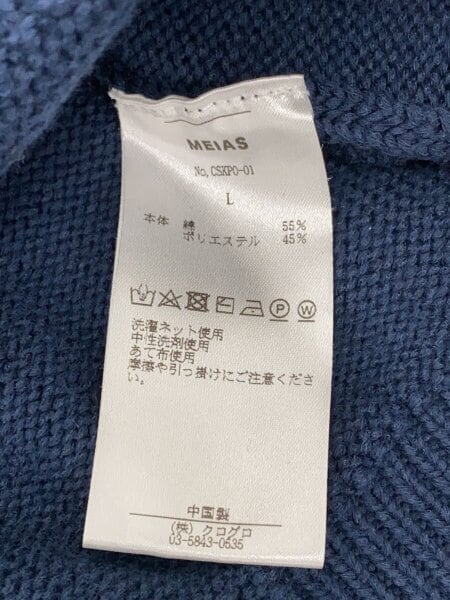 MEIAS
No,CSKPO-01
L
本体 綿 55%
ポリエステル 45%
P W
洗濯ネット使用
中性洗剤使用
あて布使用
摩擦や引っ掛けにご注意くださ
い。
中国製
(株) クログロ
03-5843-0535